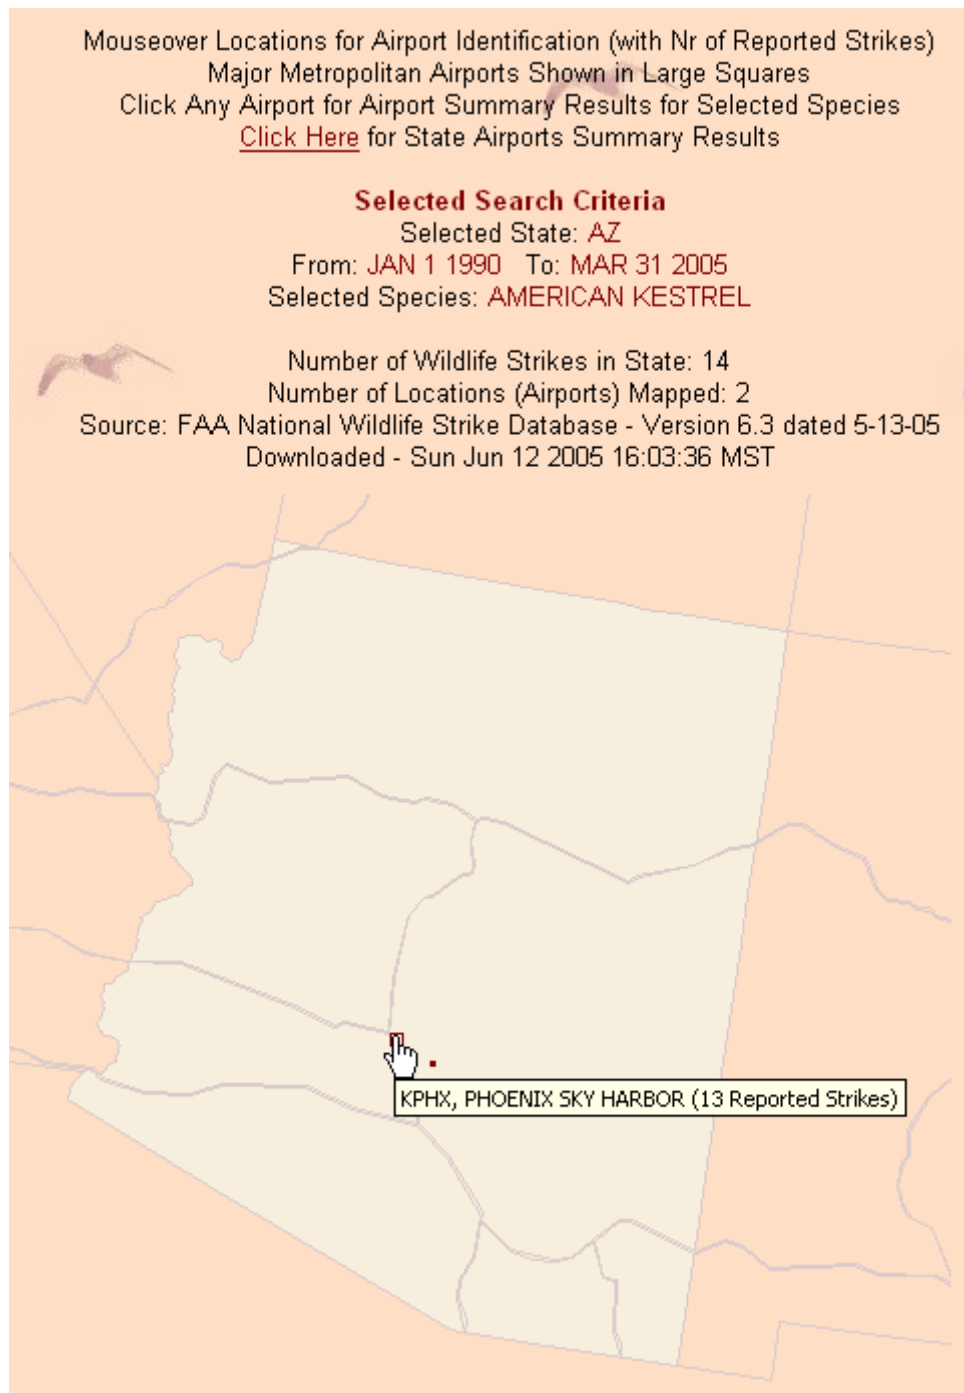 Mouseover Locations for Airport Identification (with Nr of Reported Strikes)
Major Metropolitan Airports Shown in Large Squares
Click Any Airport for Airport Summary Results for Selected Species
Click Here for State Airports Summary Results
Selected Search Criteria
Selected State: AZ
From: JAN 1 1990 To: MAR 31 2005
Selected Species: AMERICAN KESTREL
Number of Wildlife Strikes in State: 14
Number of Locations (Airports) Mapped: 2
Source: FAA National Wildlife Strike Database - Version 6.3 dated 5-13-05
Downloaded - Sun Jun 12 2005 16:03:36 MST
KPHX, PHOENIX SKY HARBOR (13 Reported Strikes)